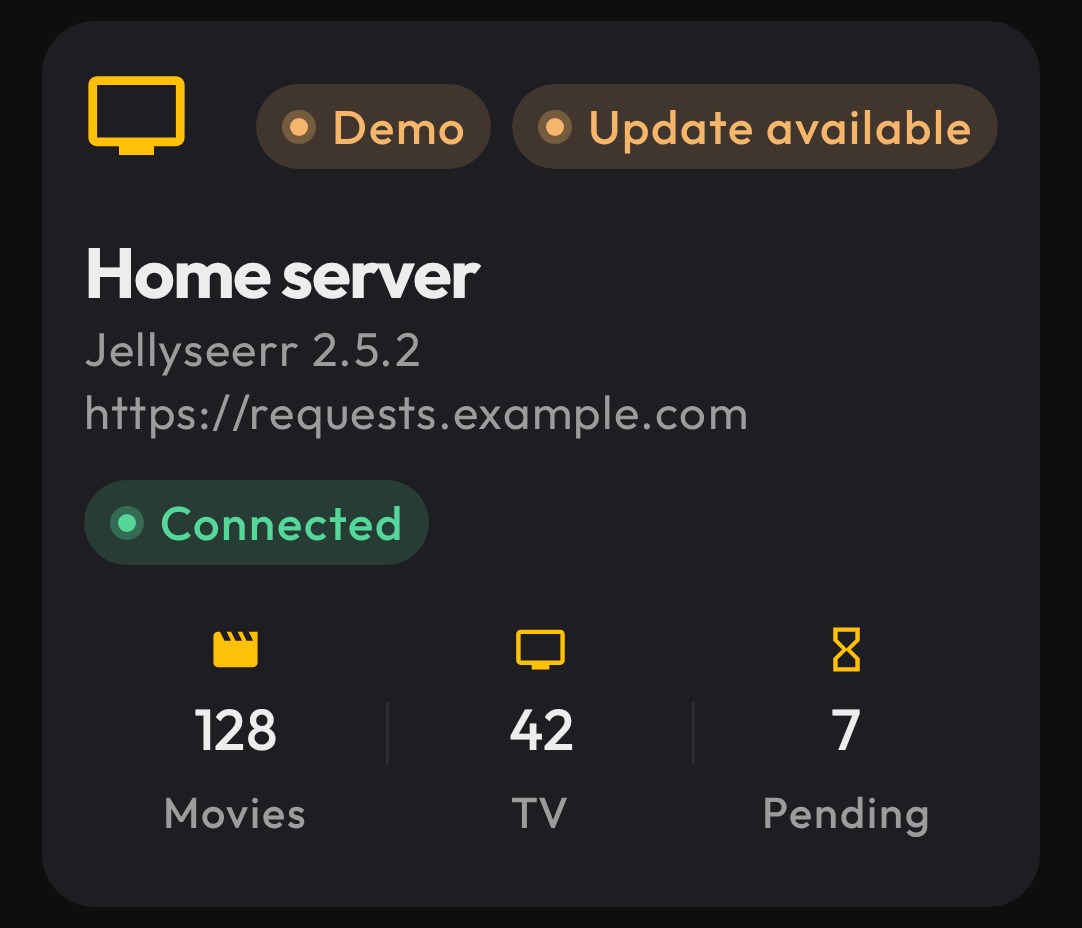 Demo
Update available
Home server
Jellyseerr 2.5.2
https://requests.example.com
Connected
128
42
7
Movies
TV
Pending